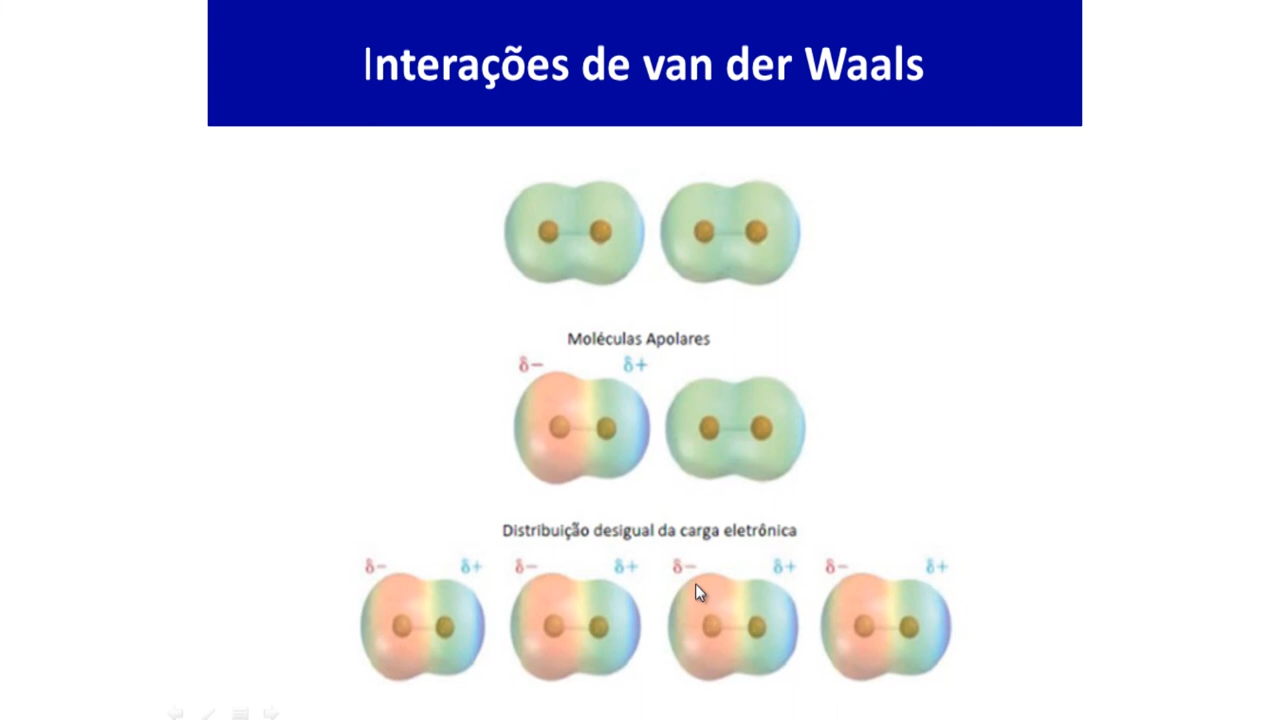 Interações de van der Waals
Moléculas Apolares
δ− δ+
Distribuição desigual da carga eletrônica
δ− δ+ δ− δ+ δ− δ+ δ− δ+